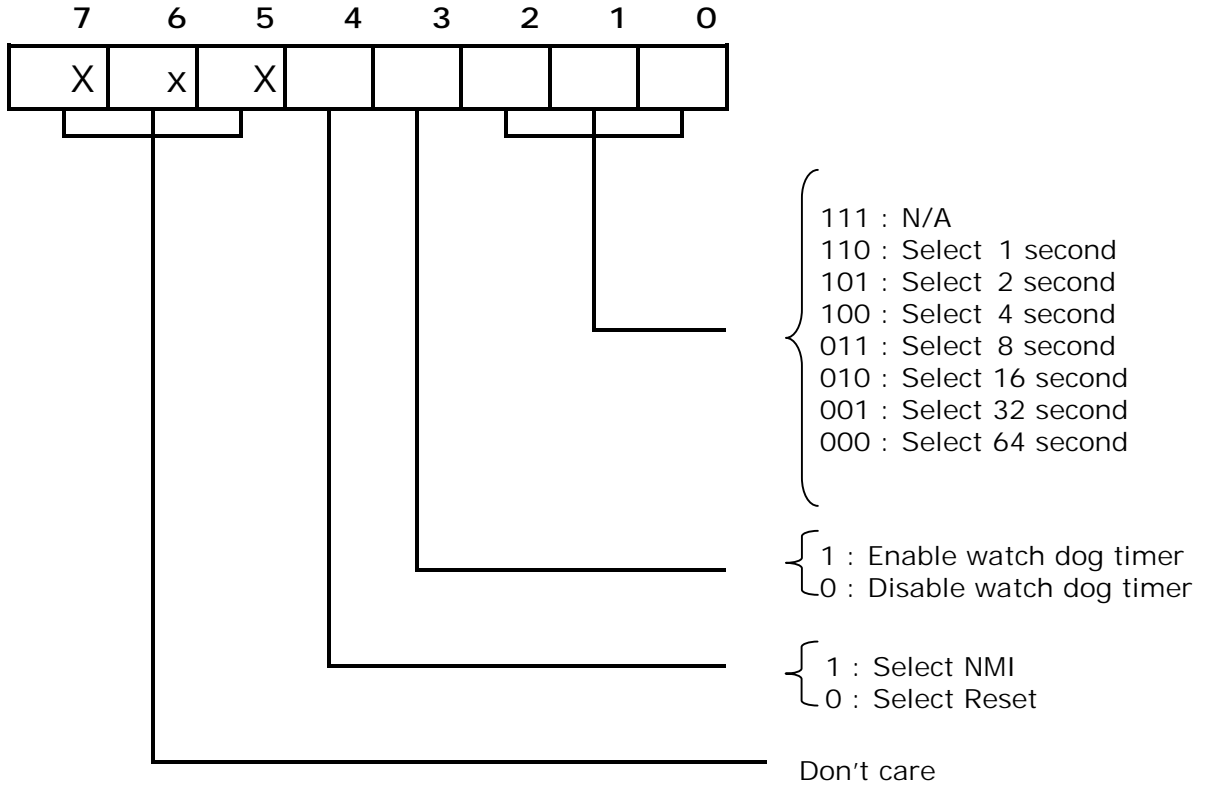 7 6 5 4 3 2 1 0
X x X
111 : N/A
110 : Select 1 second
101 : Select 2 second
100 : Select 4 second
011 : Select 8 second
010 : Select 16 second
001 : Select 32 second
000 : Select 64 second
1 : Enable watch dog timer
0 : Disable watch dog timer
1 : Select NMI
0 : Select Reset
Don't care